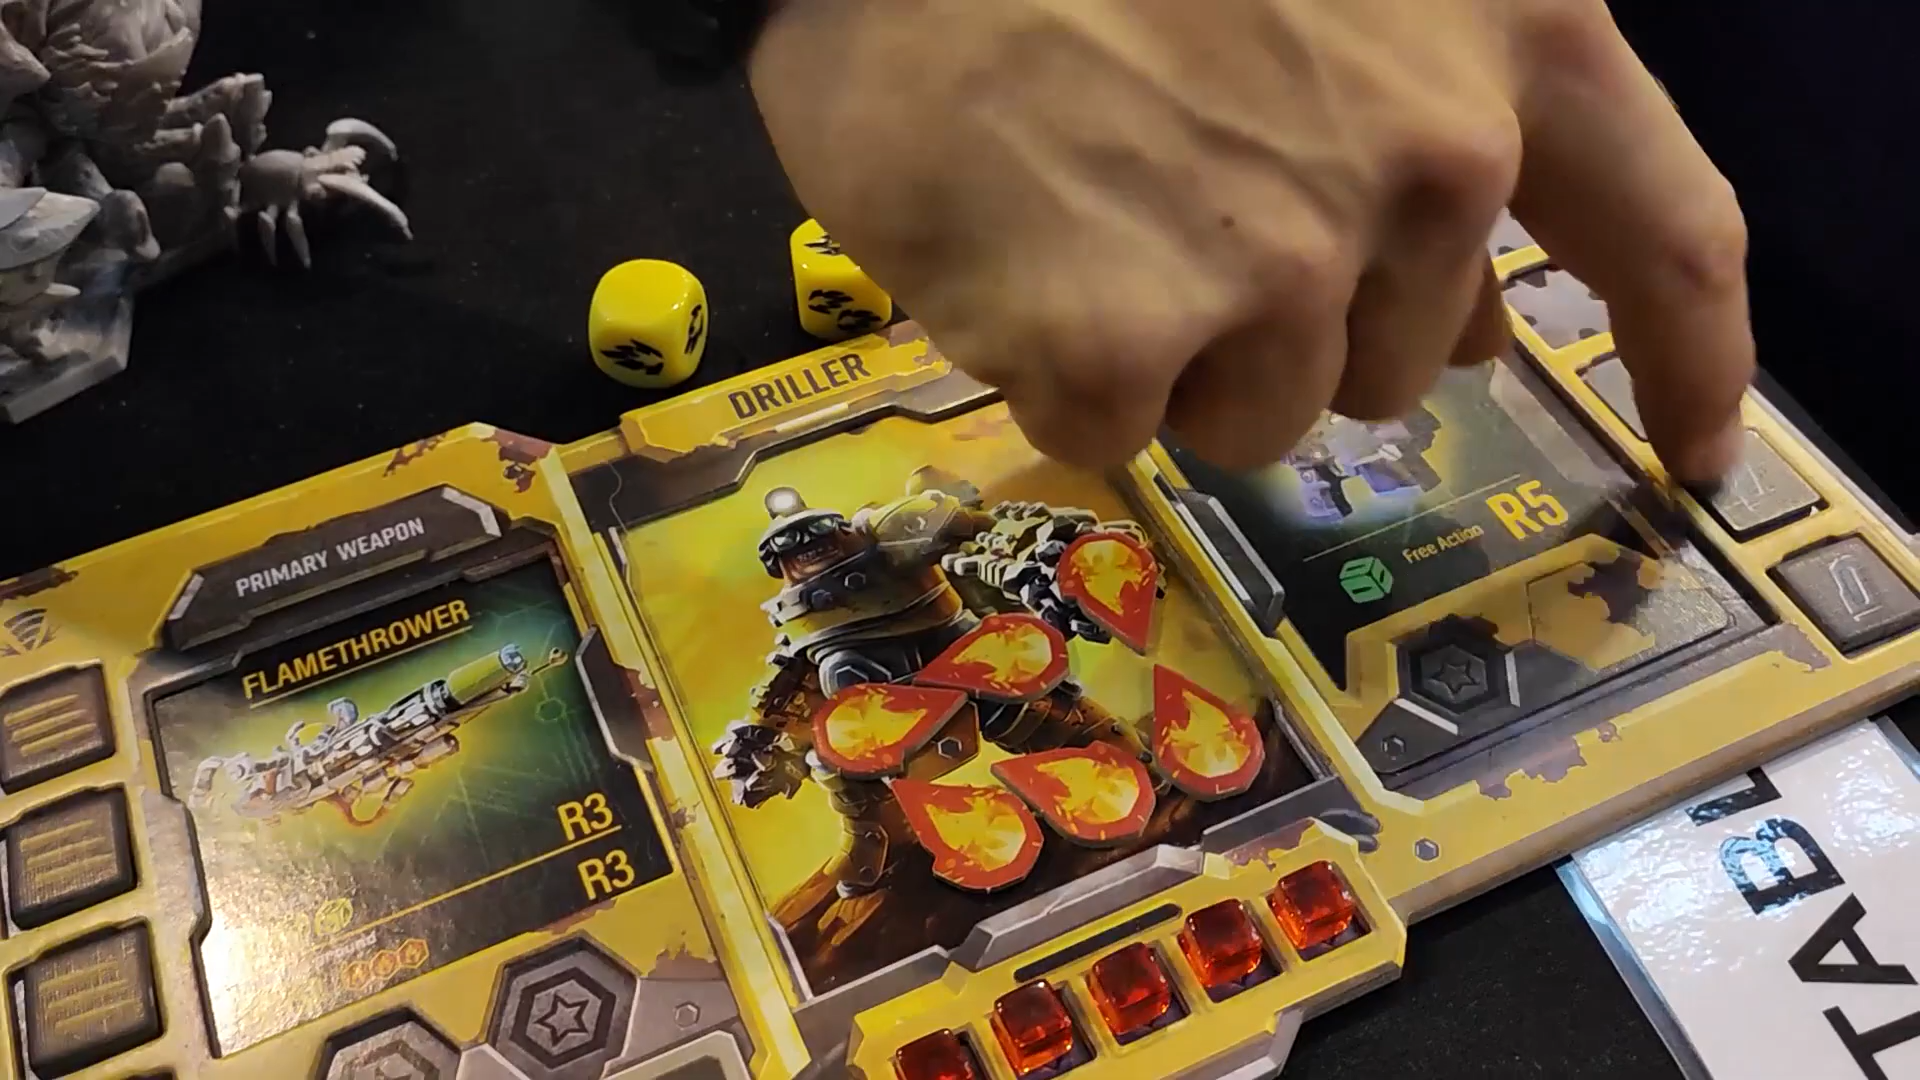 DRILLER
PRIMARY WEAPON
FLAMETHROWER
R3
R3
Free Action
R5
TABL